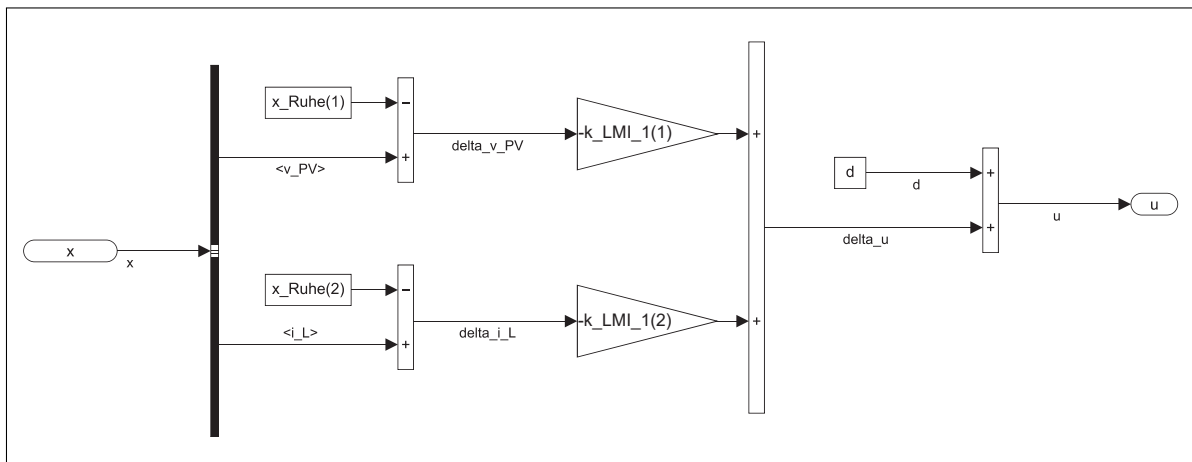 x
x
x_Ruhe(1)
−
+
<v_PV>
delta_v_PV
-k_LMI_1(1)
+
x_Ruhe(2)
−
+
<i_L>
delta_i_L
-k_LMI_1(2)
+
delta_u
d
d
+
+
u
u